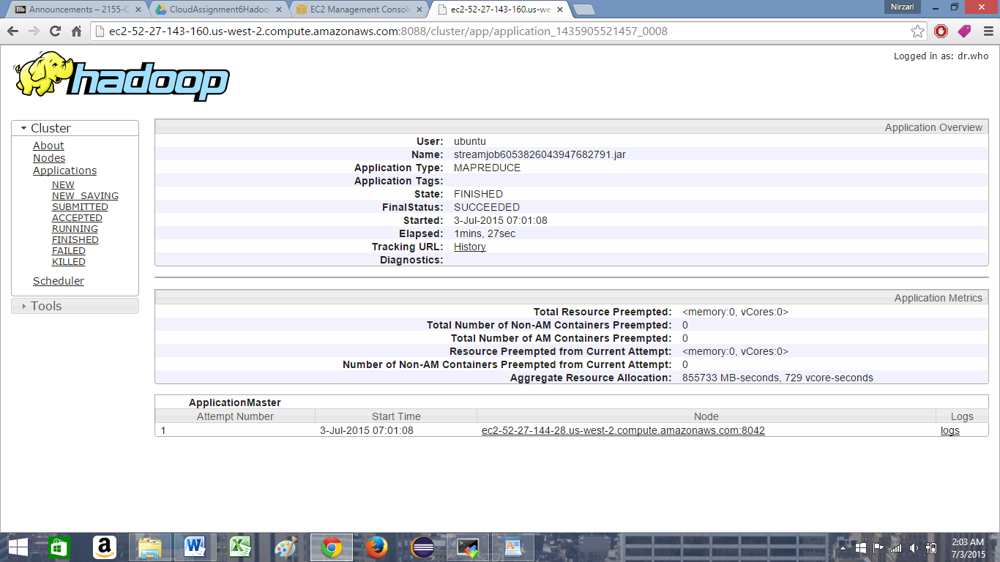 Announcements – 2155-C
CloudAssignment6Hadoo
EC2 Management Console
ec2-52-27-143-160.us-we
Nirzari
ec2-52-27-143-160.us-west-2.compute.amazonaws.com:8088/cluster/app/application_1435905521457_0008
Logged in as: dr.who
hadoop
Cluster
About
Nodes
Applications
NEW
NEW_SAVING
SUBMITTED
ACCEPTED
RUNNING
FINISHED
FAILED
KILLED
Scheduler
Tools
Application Overview
User: ubuntu
Name: streamjob6053826043947682791.jar
Application Type: MAPREDUCE
Application Tags:
State: FINISHED
FinalStatus: SUCCEEDED
Started: 3-Jul-2015 07:01:08
Elapsed: 1mins, 27sec
Tracking URL: History
Diagnostics:
Application Metrics
Total Resource Preempted: <memory:0, vCores:0>
Total Number of Non-AM Containers Preempted: 0
Total Number of AM Containers Preempted: 0
Resource Preempted from Current Attempt: <memory:0, vCores:0>
Number of Non-AM Containers Preempted from Current Attempt: 0
Aggregate Resource Allocation: 855733 MB-seconds, 729 vcore-seconds
ApplicationMaster
Attempt Number Start Time Node Logs
1 3-Jul-2015 07:01:08 ec2-52-27-144-28.us-west-2.compute.amazonaws.com:8042 logs
2:03 AM
7/3/2015